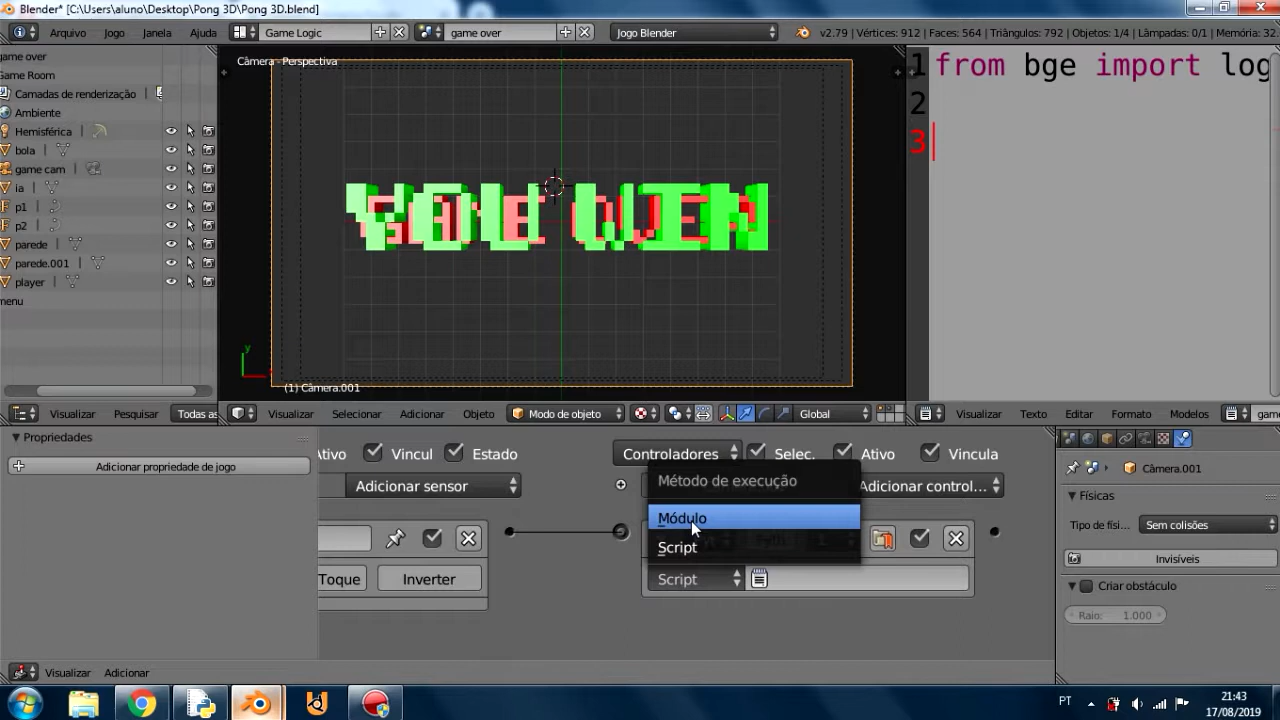 Blender* [C:\Users\aluno\Desktop\Pong 3D\Pong 3D.blend]
Arquivo Jogo Janela Ajuda Game Logic game over Jogo Blender v2.79 | Vértices: 912 | Faces: 564 | Triângulos: 792 | Objetos: 1/4 | Lâmpadas: 0/1 | Memória: 32.
game over
Game Room
Camadas de renderização
Ambiente
Hemisférica
bola
game cam
ia
p1
p2
parede
parede.001
player
menu
Visualizar Pesquisar Todas as
Câmera - Perspectiva
YOU WIN
y
(1) Câmera.001
Visualizar Selecionar Adicionar Objeto Modo de objeto Global
1 from bge import log
2
3
Visualizar Texto Editar Formato Modelos game
Propriedades
Adicionar propriedade de jogo
Ativo Vincul Estado Controladores Selec. Ativo Vincula
Adicionar sensor Adicionar control...
Método de execução
Módulo
Script
Toque Inverter Script
Câmera.001
Físicas
Tipo de físi... Sem colisões
Invisíveis
Criar obstáculo
Raio: 1.000
Visualizar Adicionar
PT 21:43
17/08/2019